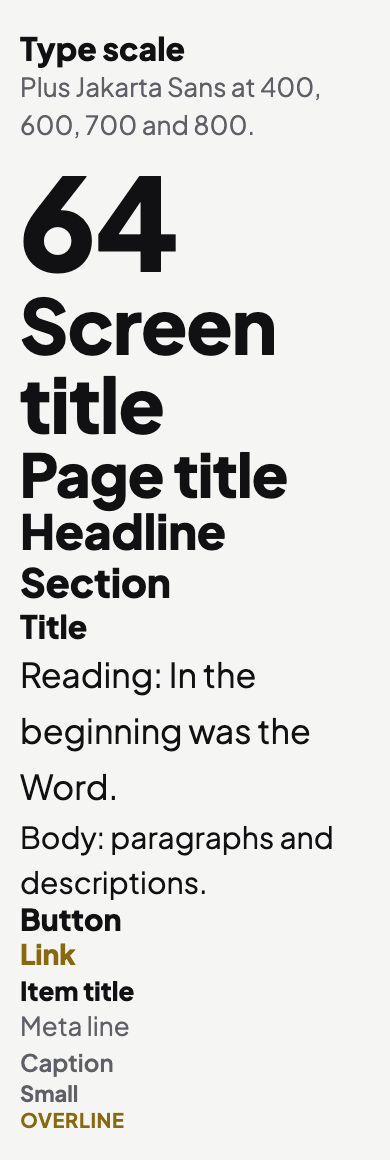 Type scale
Plus Jakarta Sans at 400,
600, 700 and 800.
64
Screen
title
Page title
Headline
Section
Title
Reading: In the
beginning was the
Word.
Body: paragraphs and
descriptions.
Button
Link
Item title
Meta line
Caption
Small
OVERLINE